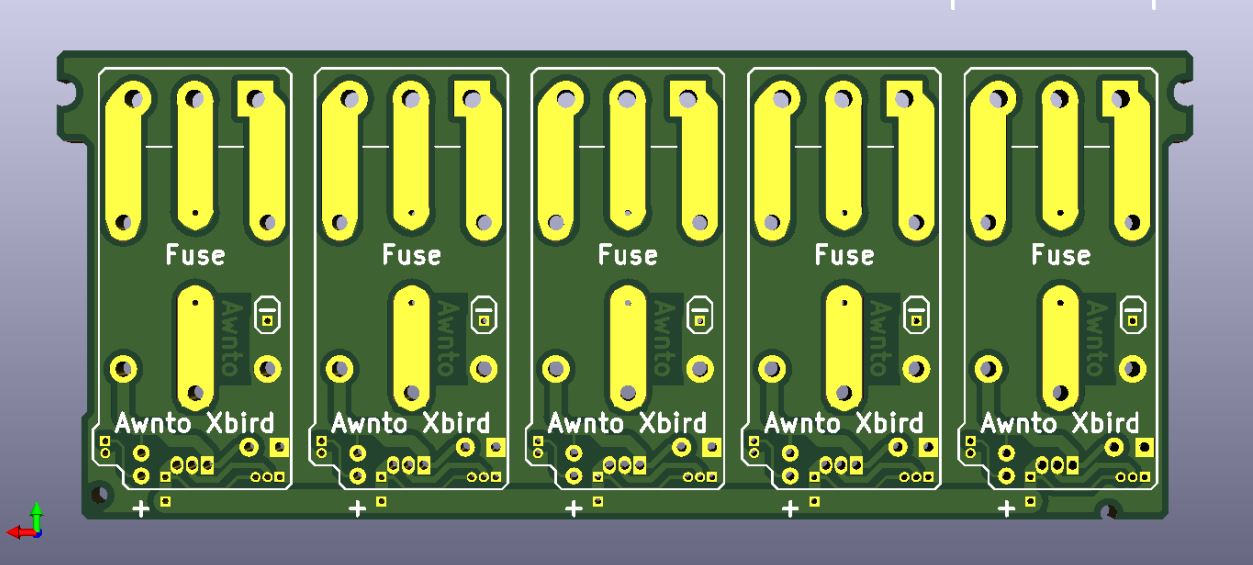 Fuse Fuse Fuse Fuse Fuse
Awnto Awnto Awnto Awnto Awnto
Awnto Xbird Awnto Xbird Awnto Xbird Awnto Xbird Awnto Xbird
+ + + + +